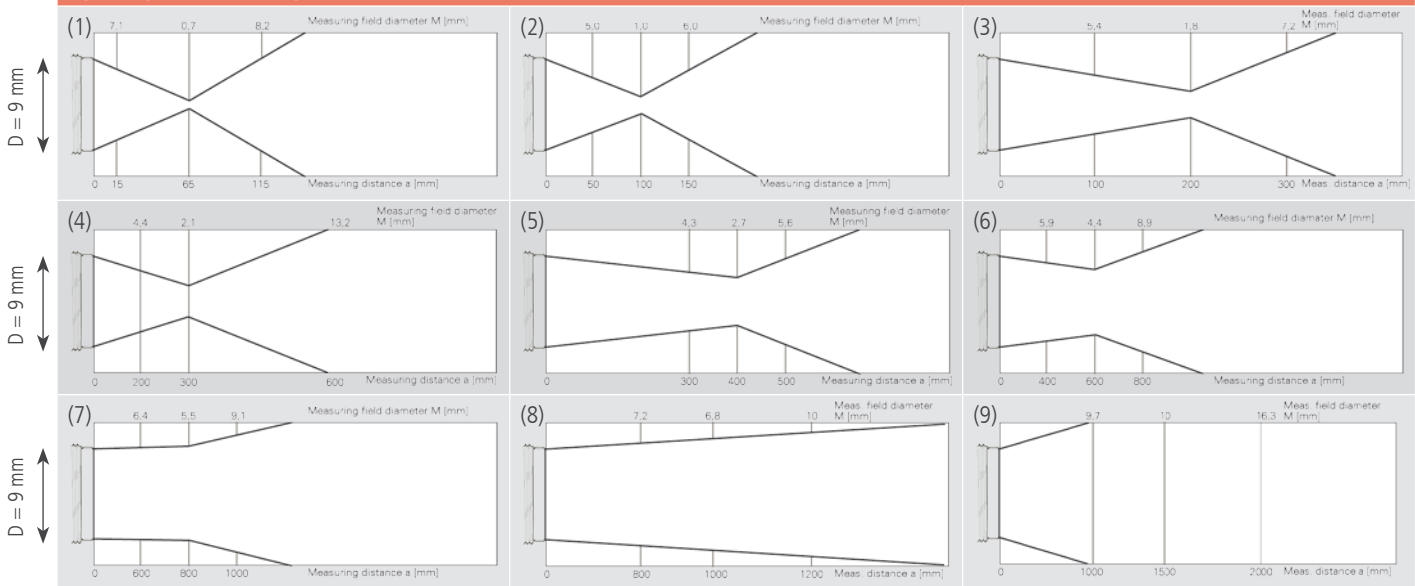 (1) 7,1 0,7 8,2 Measuring field diameter M [mm]
D = 9 mm
0 15 65 115 Measuring distance a [mm]
(2) 5,0 1,0 6,0 Measuring field diameter M [mm]
0 50 100 150 Measuring distance a [mm]
(3) 5,4 1,8 7,2 Meas. field diameter
M [mm]
0 100 200 300 Meas. distance a [mm]
(4) 4,4 2,1 13,2 Measuring field diameter
M [mm]
D = 9 mm
0 200 300 600 Measuring distance a [mm]
(5) 4,3 2,7 5,6 Measuring field diameter
M [mm]
0 300 400 500 Measuring distance a [mm]
(6) 5,9 4,4 8,9 Measuring field diamater M [mm]
0 400 600 800 Measuring distance a [mm]
(7) 6,4 5,5 9,1 Measuring field diameter M [mm]
D = 9 mm
0 600 800 1000 Measuring distance a [mm]
(8) 7,2 6,8 10 Meas. field diameter
M [mm]
0 800 1000 1200 Meas. distance a [mm]
(9) 9,7 10 16,3 Meas. field diameter
M [mm]
0 1000 1500 2000 Meas. distance a [mm]